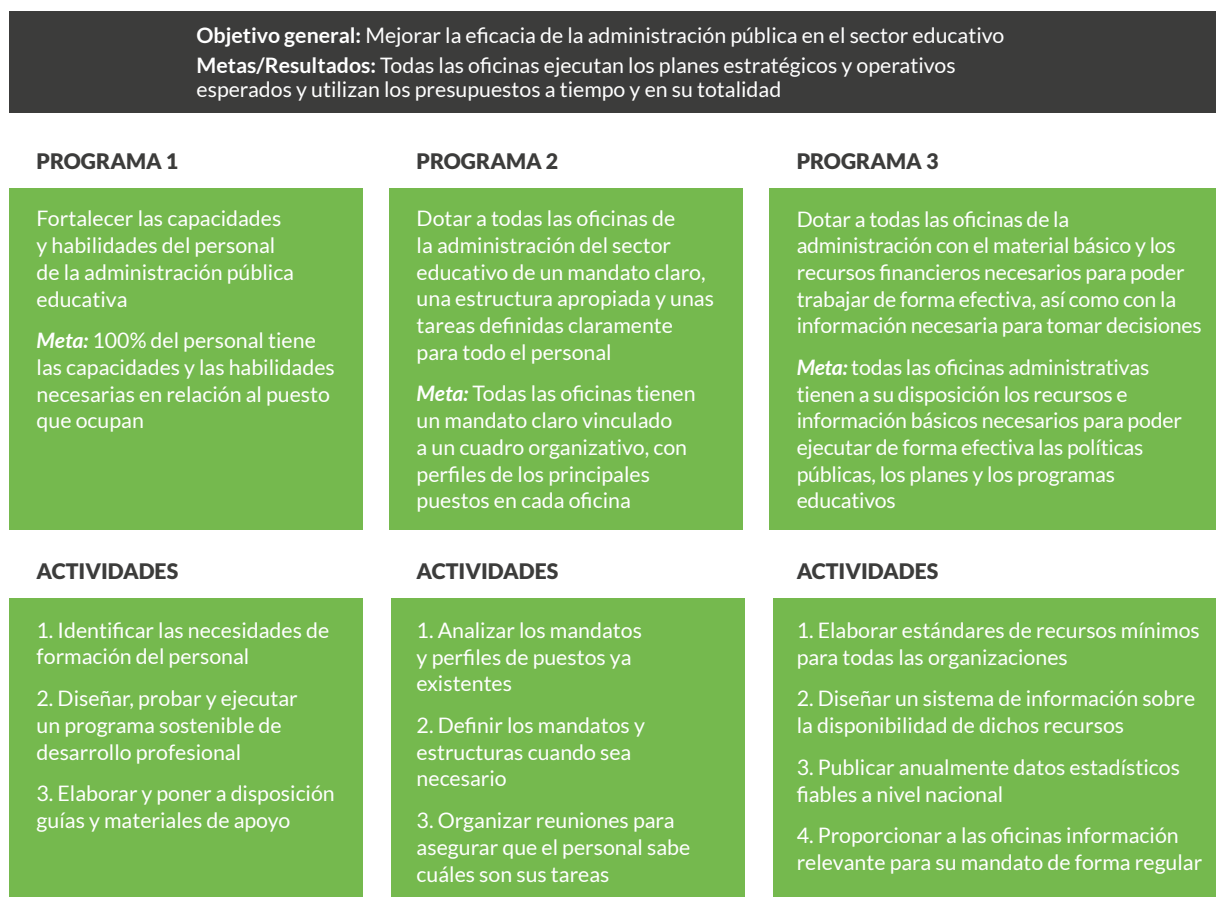 Objetivo general: Mejorar la eficacia de la administración pública en el sector educativo
Metas/Resultados: Todas las oficinas ejecutan los planes estratégicos y operativos
esperados y utilizan los presupuestos a tiempo y en su totalidad
PROGRAMA 1
Fortalecer las capacidades
y habilidades del personal
de la administración pública
educativa
Meta: 100% del personal tiene
las capacidades y las habilidades
necesarias en relación al puesto
que ocupan
PROGRAMA 2
Dotar a todas las oficinas de
la administración del sector
educativo de un mandato claro,
una estructura apropiada y unas
tareas definidas claramente
para todo el personal
Meta: Todas las oficinas tienen
un mandato claro vinculado
a un cuadro organizativo, con
perfiles de los principales
puestos en cada oficina
PROGRAMA 3
Dotar a todas las oficinas de la
administración con el material básico y los
recursos financieros necesarios para poder
trabajar de forma efectiva, así como con la
información necesaria para tomar decisiones
Meta: todas las oficinas administrativas
tienen a su disposición los recursos e
información básicos necesarios para poder
ejecutar de forma efectiva las políticas
públicas, los planes y los programas
educativos
ACTIVIDADES
1. Identificar las necesidades de
formación del personal
2. Diseñar, probar y ejecutar
un programa sostenible de
desarrollo profesional
3. Elaborar y poner a disposición
guías y materiales de apoyo
ACTIVIDADES
1. Analizar los mandatos
y perfiles de puestos ya
existentes
2. Definir los mandatos y
estructuras cuando sea
necesario
3. Organizar reuniones para
asegurar que el personal sabe
cuáles son sus tareas
ACTIVIDADES
1. Elaborar estándares de recursos mínimos
para todas las organizaciones
2. Diseñar un sistema de información sobre
la disponibilidad de dichos recursos
3. Publicar anualmente datos estadísticos
fiables a nivel nacional
4. Proporcionar a las oficinas información
relevante para su mandato de forma regular